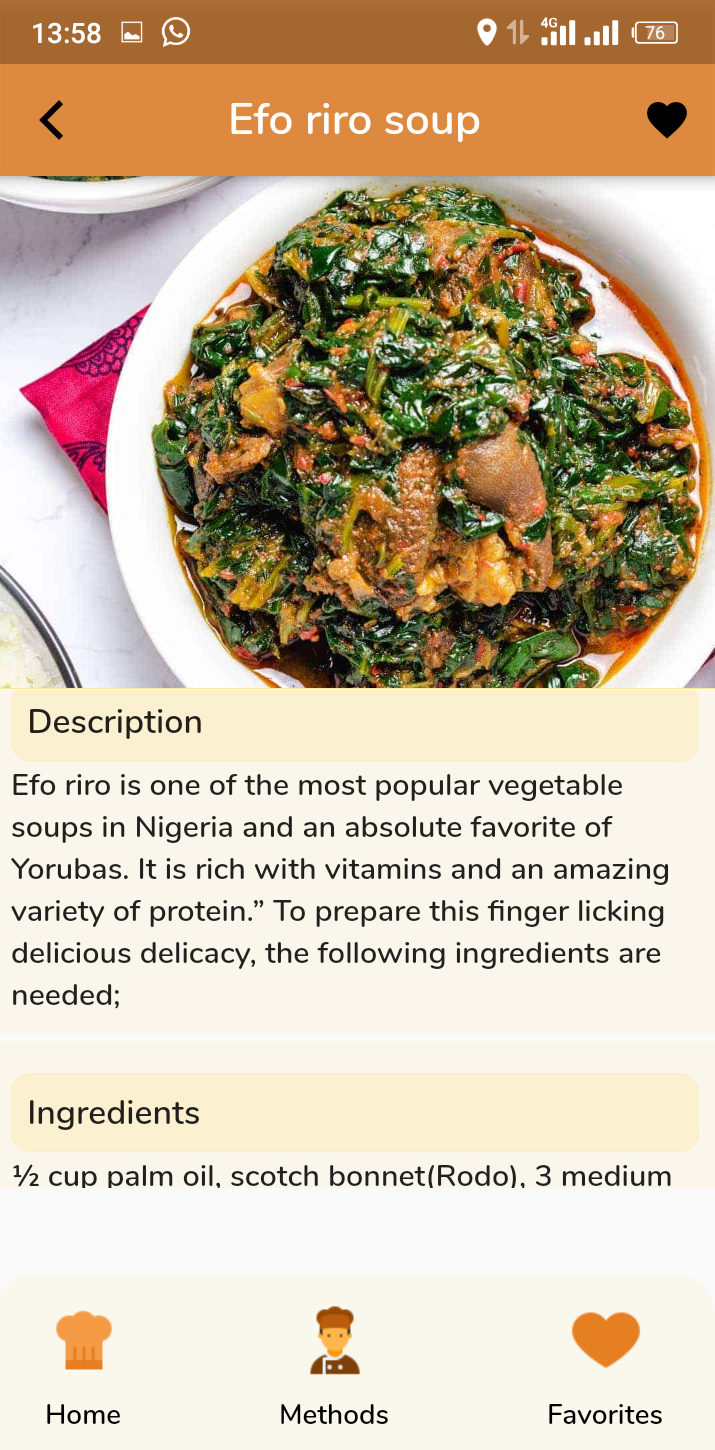 13:58
4G
76
Efo riro soup
Description
Efo riro is one of the most popular vegetable
soups in Nigeria and an absolute favorite of
Yorubas. It is rich with vitamins and an amazing
variety of protein.” To prepare this finger licking
delicious delicacy, the following ingredients are
needed;
Ingredients
½ cup palm oil, scotch bonnet(Rodo), 3 medium
Home Methods Favorites